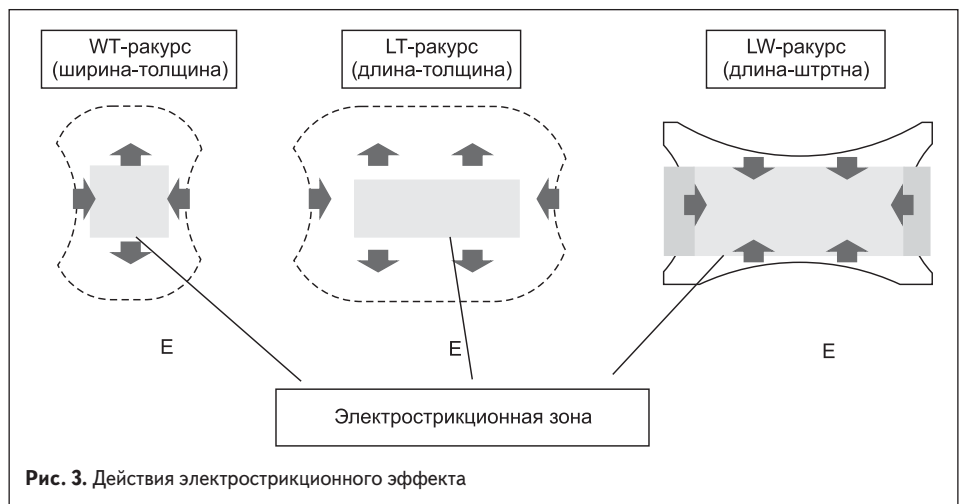 WT-ракурс
(ширина-толщина)
LT-ракурс
(длина-толщина)
LW-ракурс
(длина-штртна)
E
E
E
Электрострикционная зона
Рис. 3. Действия электрострикционного эффекта